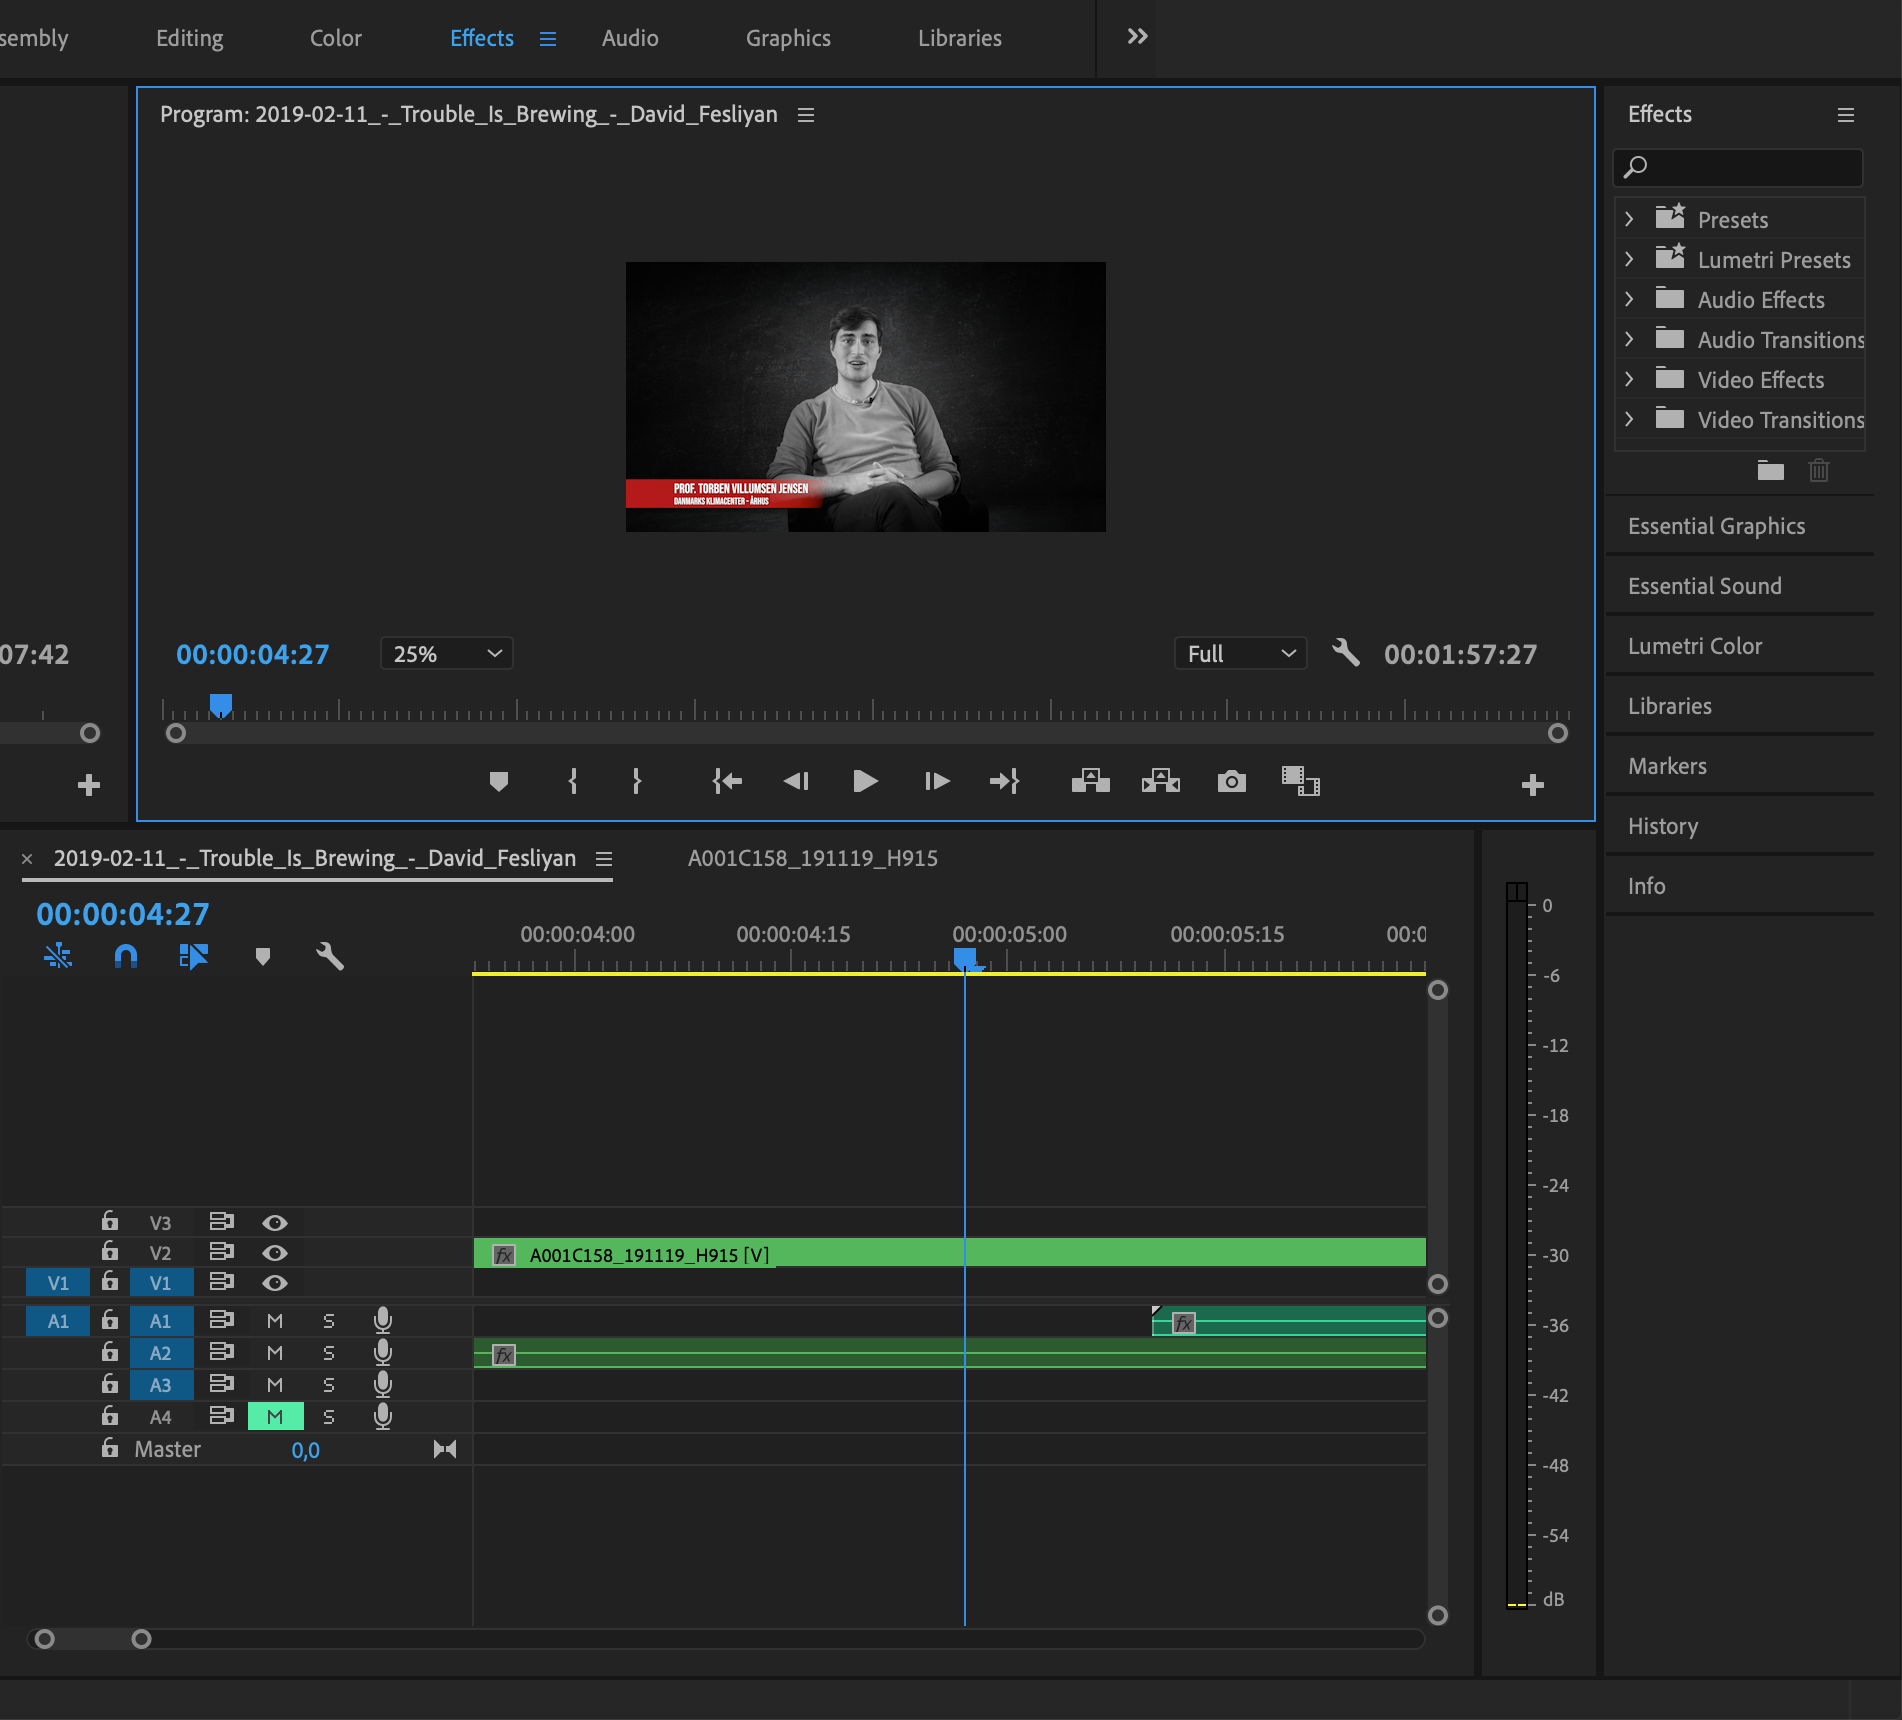 sembly Editing Color Effects Audio Graphics Libraries
Program: 2019-02-11_-_Trouble_Is_Brewing_-_David_Fesliyan
PROF. TORBEN VILLUMSEN JENSEN
DANMARKS KLIMACENTER - ÅRHUS
07:42
00:00:04:27 25% Full 00:01:57:27
Effects
Presets
Lumetri Presets
Audio Effects
Audio Transitions
Video Effects
Video Transitions
Essential Graphics
Essential Sound
Lumetri Color
Libraries
Markers
History
Info
2019-02-11_-_Trouble_Is_Brewing_-_David_Fesliyan A001C158_191119_H915
00:00:04:27
00:00:04:00 00:00:04:15 00:00:05:00 00:00:05:15 00:0
V3
V2 fx A001C158_191119_H915 [V]
V1 V1
A1 A1 M S fx
A2 M S fx
A3 M S
A4 M S
Master 0,0
0
-6
-12
-18
-24
-30
-36
-42
-48
-54
dB